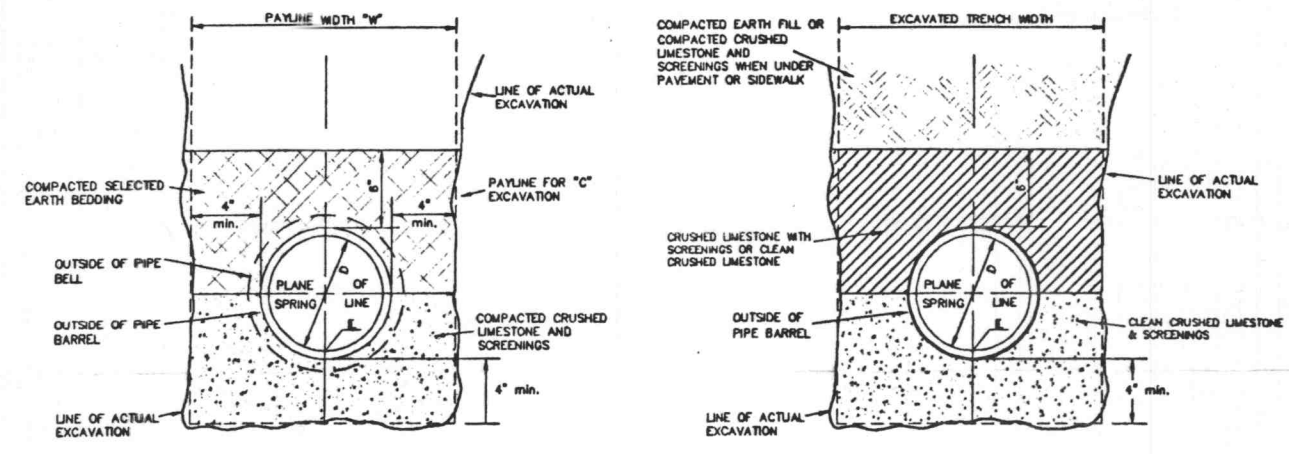 PAYLINE WIDTH "W"
LINE OF ACTUAL
EXCAVATION
COMPACTED SELECTED
EARTH BEDDING
4"
min.
6"
4"
min.
PAYLINE FOR "C"
EXCAVATION
OUTSIDE OF PIPE
BELL
PLANE OF
SPRING LINE
D
OUTSIDE OF PIPE
BARREL
COMPACTED CRUSHED
LIMESTONE AND
SCREENINGS
4" min.
LINE OF ACTUAL
EXCAVATION
COMPACTED EARTH FILL OR
COMPACTED CRUSHED
LIMESTONE AND
SCREENINGS WHEN UNDER
PAVEMENT OR SIDEWALK
EXCAVATED TRENCH WIDTH
6"
LINE OF ACTUAL
EXCAVATION
CRUSHED LIMESTONE WITH
SCREENINGS OR CLEAN
CRUSHED LIMESTONE
PLANE OF
SPRING LINE
D
OUTSIDE OF
PIPE BARREL
CLEAN CRUSHED LIMESTONE
& SCREENINGS
4" min.
LINE OF ACTUAL
EXCAVATION